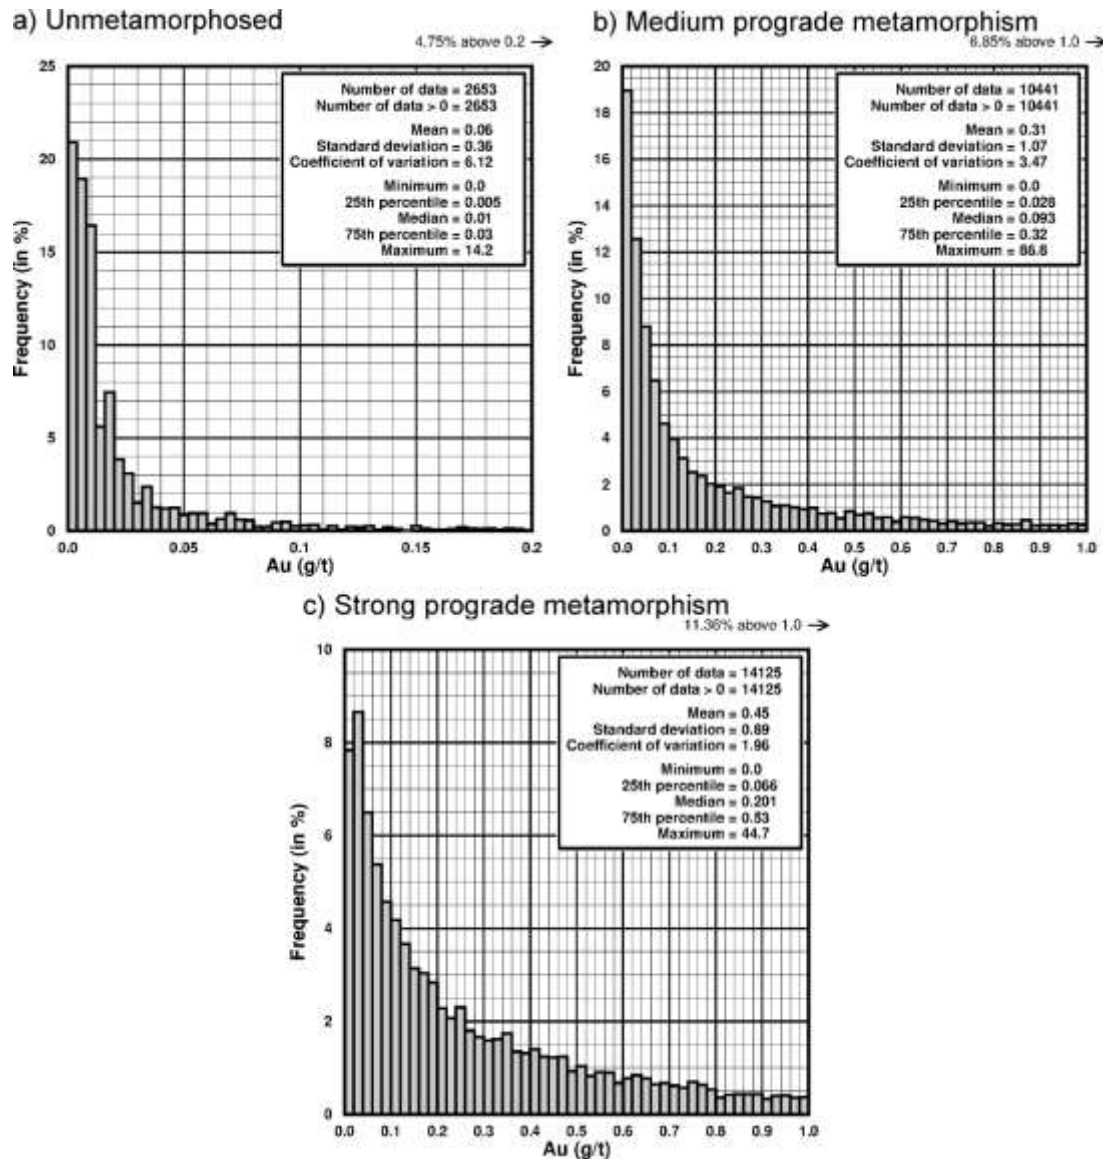 a) Unmetamorphosed
4.75% above 0.2 →
25
20
15
10
5
0
Frequency (in %)
Number of data = 2653
Number of data > 0 = 2653
Mean = 0.06
Standard deviation = 0.36
Coefficient of variation = 6.12
Minimum = 0.0
25th percentile = 0.005
Median = 0.01
75th percentile = 0.03
Maximum = 14.2
0.0 0.05 0.1 0.15 0.2
Au (g/t)
b) Medium prograde metamorphism
6.85% above 1.0 →
20
18
16
14
12
10
8
6
4
2
0
Frequency (in %)
Number of data = 10441
Number of data > 0 = 10441
Mean = 0.31
Standard deviation = 1.07
Coefficient of variation = 3.47
Minimum = 0.0
25th percentile = 0.028
Median = 0.093
75th percentile = 0.32
Maximum = 86.8
0.0 0.1 0.2 0.3 0.4 0.5 0.6 0.7 0.8 0.9 1.0
Au (g/t)
c) Strong prograde metamorphism
11.36% above 1.0 →
10
8
6
4
2
0
Frequency (in %)
Number of data = 14125
Number of data > 0 = 14125
Mean = 0.45
Standard deviation = 0.89
Coefficient of variation = 1.96
Minimum = 0.0
25th percentile = 0.066
Median = 0.201
75th percentile = 0.53
Maximum = 44.7
0.0 0.1 0.2 0.3 0.4 0.5 0.6 0.7 0.8 0.9 1.0
Au (g/t)